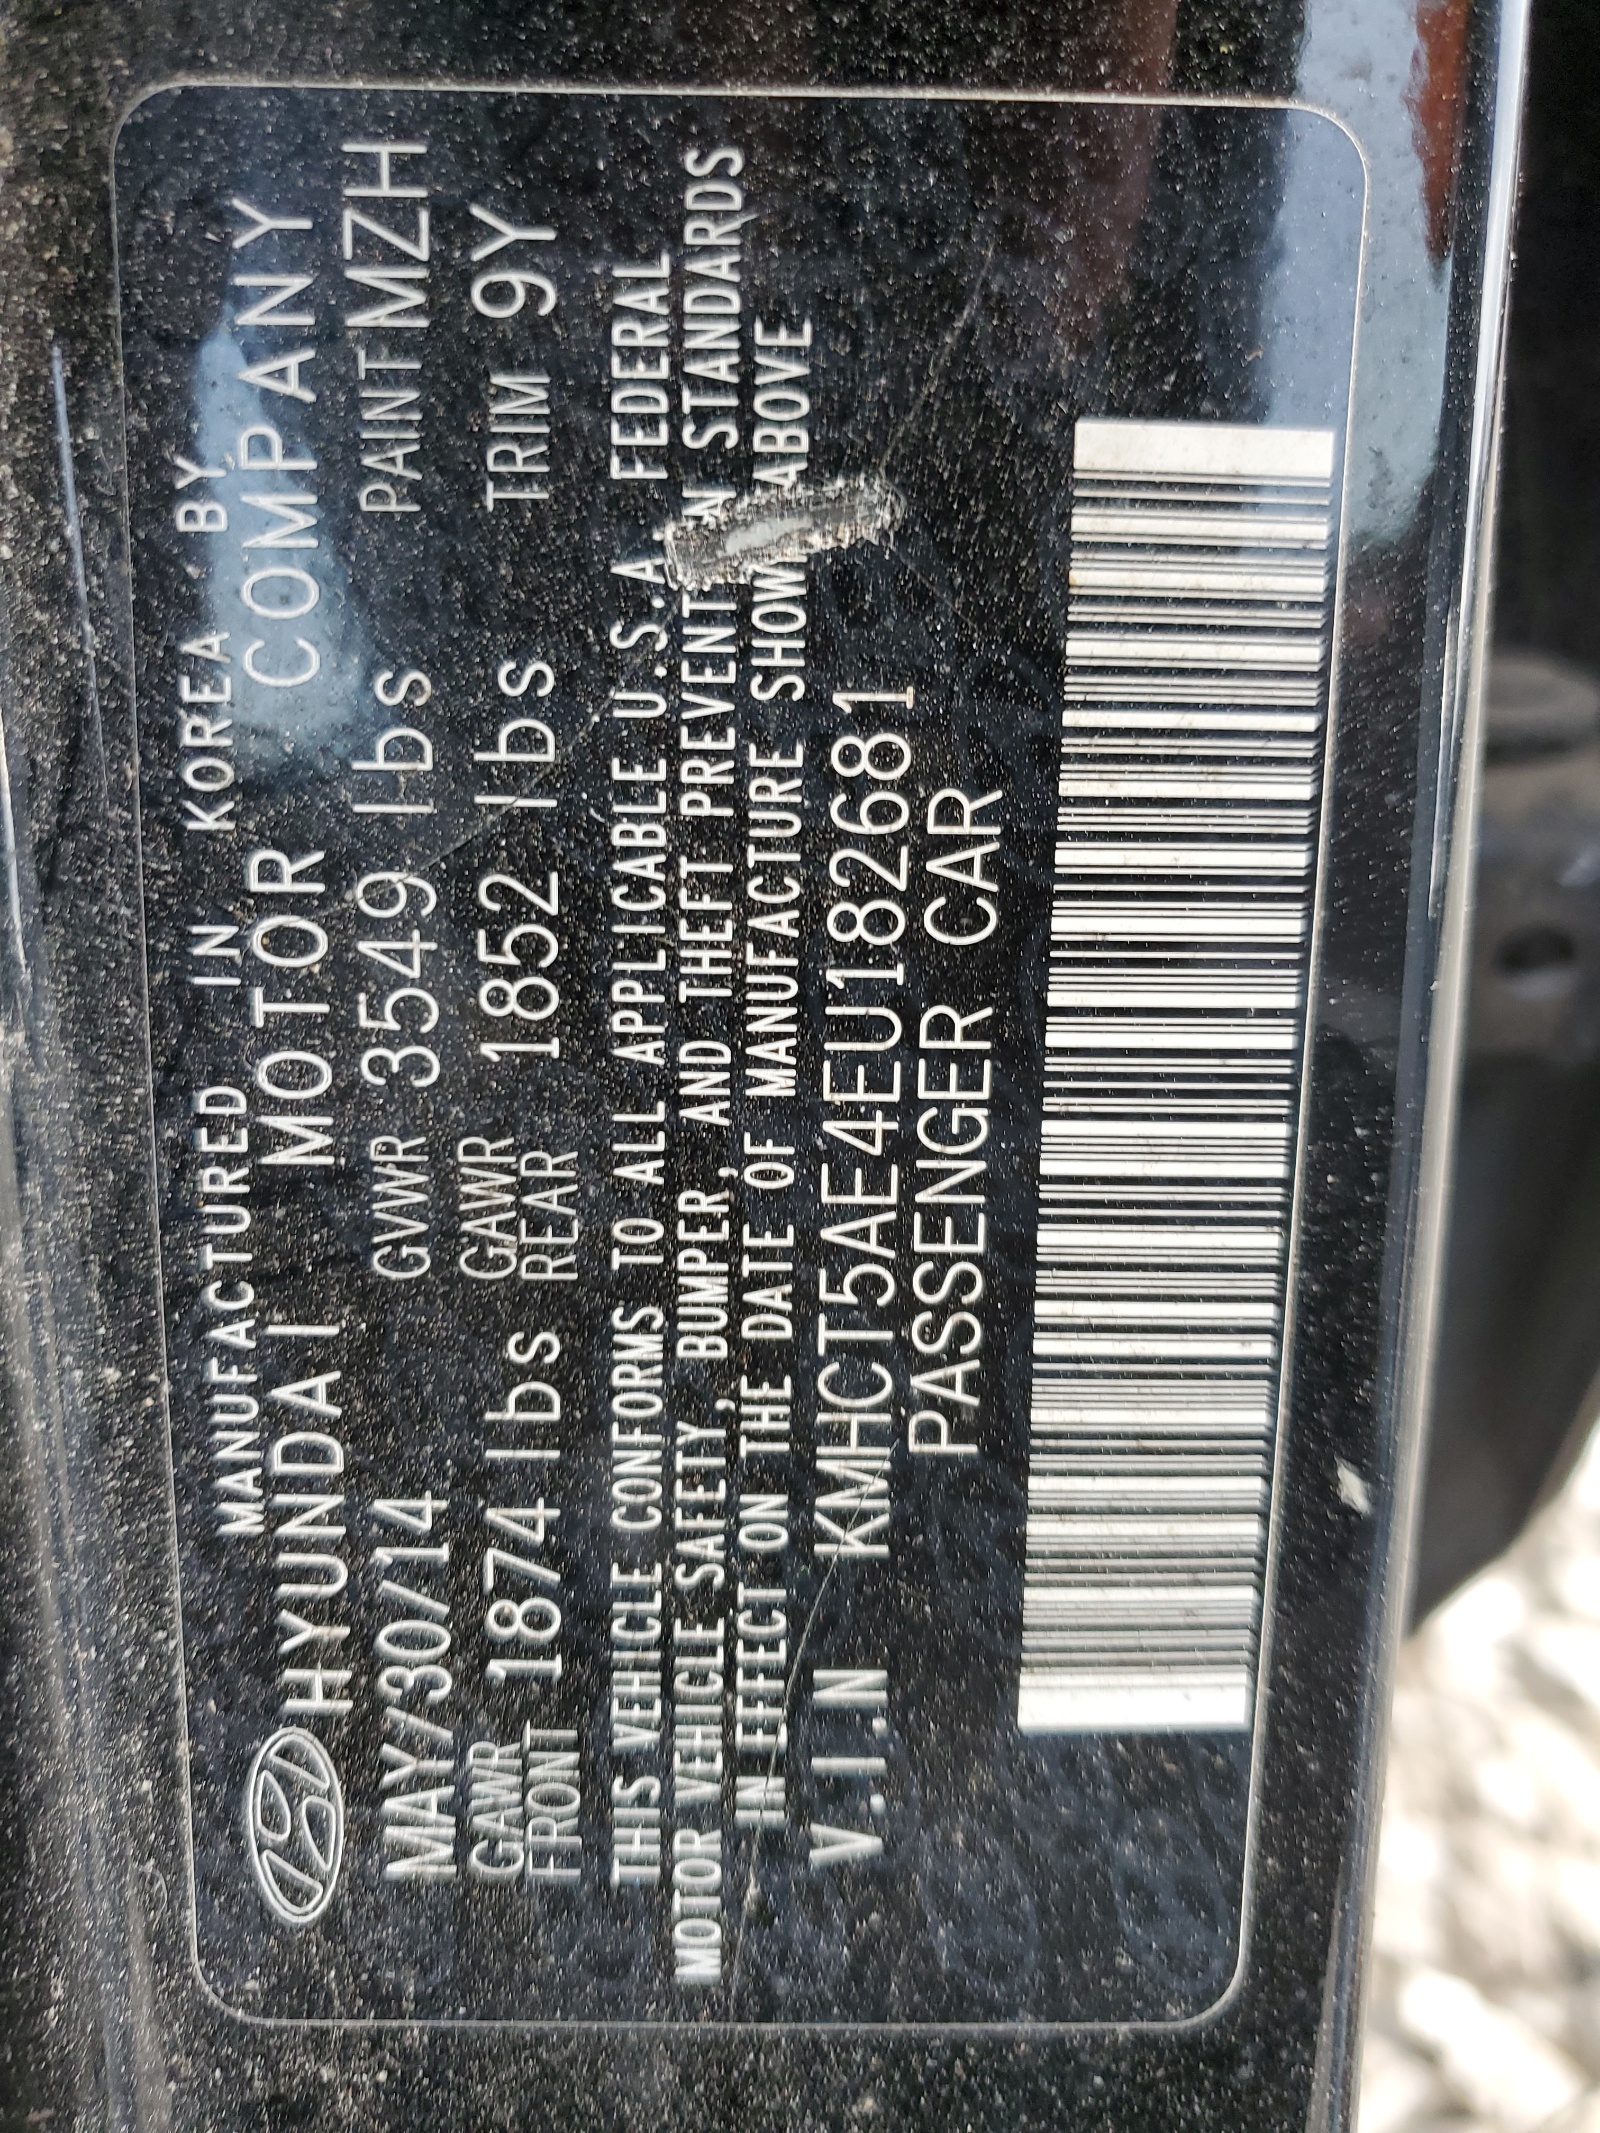 MANUFACTURED IN KOREA BY
HYUNDAI MOTOR COMPANY
MAY/30/14 GVWR 3549 lbs PAINT MZH
GAWR FRONT 1874 lbs GAWR REAR 1852 lbs TRIM 9Y
THIS VEHICLE CONFORMS TO ALL APPLICABLE U.S.A. FEDERAL
MOTOR VEHICLE SAFETY, BUMPER, AND THEFT PREVENTION STANDARDS
IN EFFECT ON THE DATE OF MANUFACTURE SHOWN ABOVE
V.I.N KMHCT5AE4EU182681
PASSENGER CAR